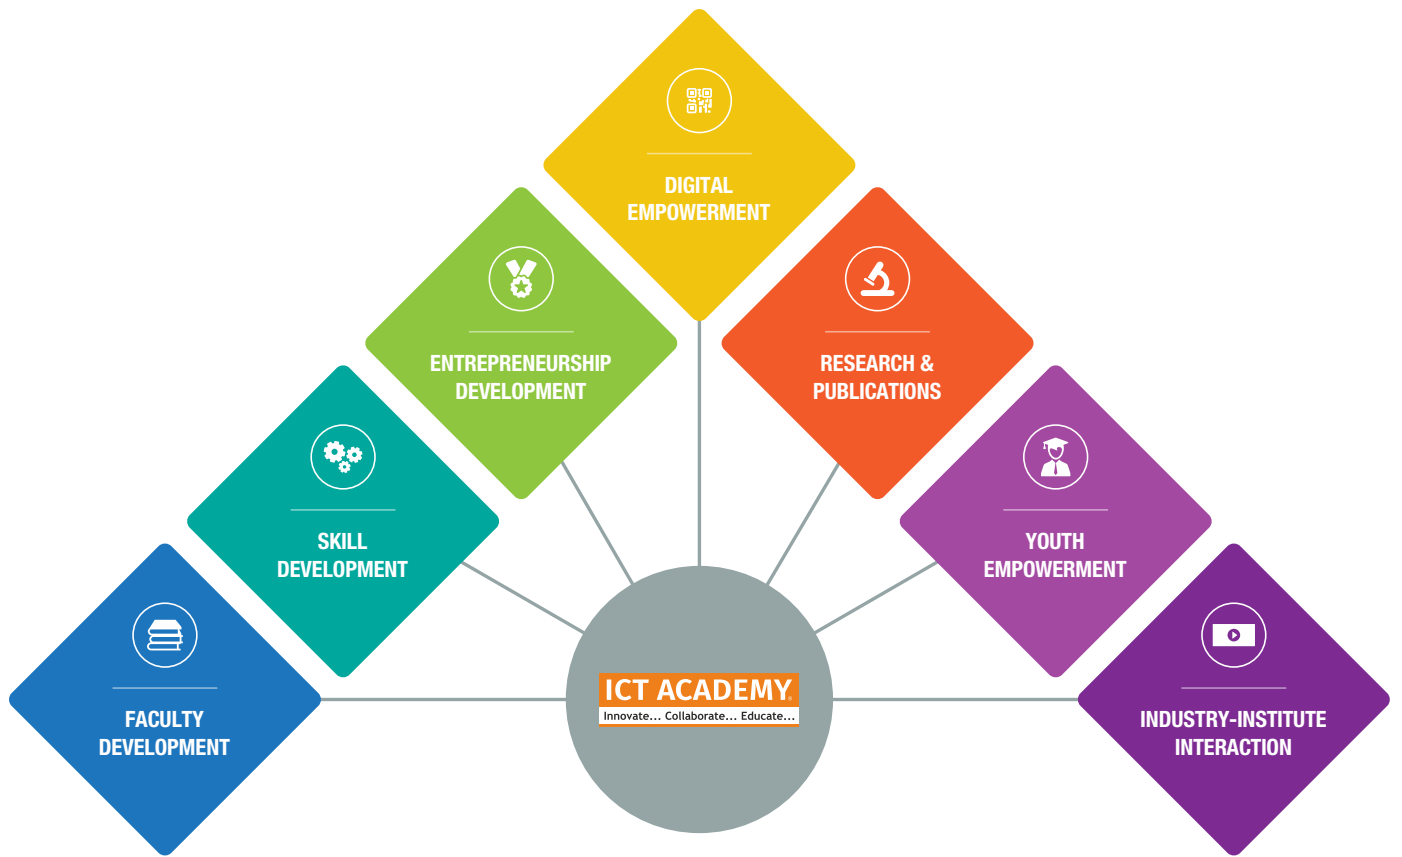 DIGITAL
EMPOWERMENT
ENTREPRENEURSHIP
DEVELOPMENT
RESEARCH &
PUBLICATIONS
SKILL
DEVELOPMENT
YOUTH
EMPOWERMENT
FACULTY
DEVELOPMENT
ICT ACADEMY®
Innovate... Collaborate... Educate...
INDUSTRY-INSTITUTE
INTERACTION